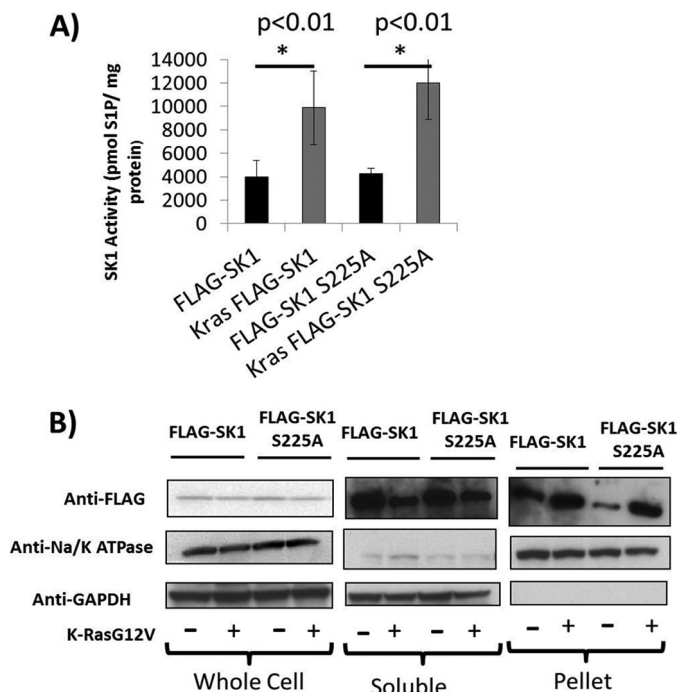 A)
p<0.01 p<0.01
* *
SK1 Activity (pmol S1P/ mg
protein)
14000
12000
10000
8000
6000
4000
2000
0
FLAG-SK1
Kras FLAG-SK1
FLAG-SK1 S225A
Kras FLAG-SK1 S225A
B)
FLAG-SK1 FLAG-SK1 S225A FLAG-SK1 FLAG-SK1 S225A FLAG-SK1 FLAG-SK1 S225A
Anti-FLAG
Anti-Na/K ATPase
Anti-GAPDH
K-RasG12V − + − + − + − + − + − +
Whole Cell Soluble Pellet